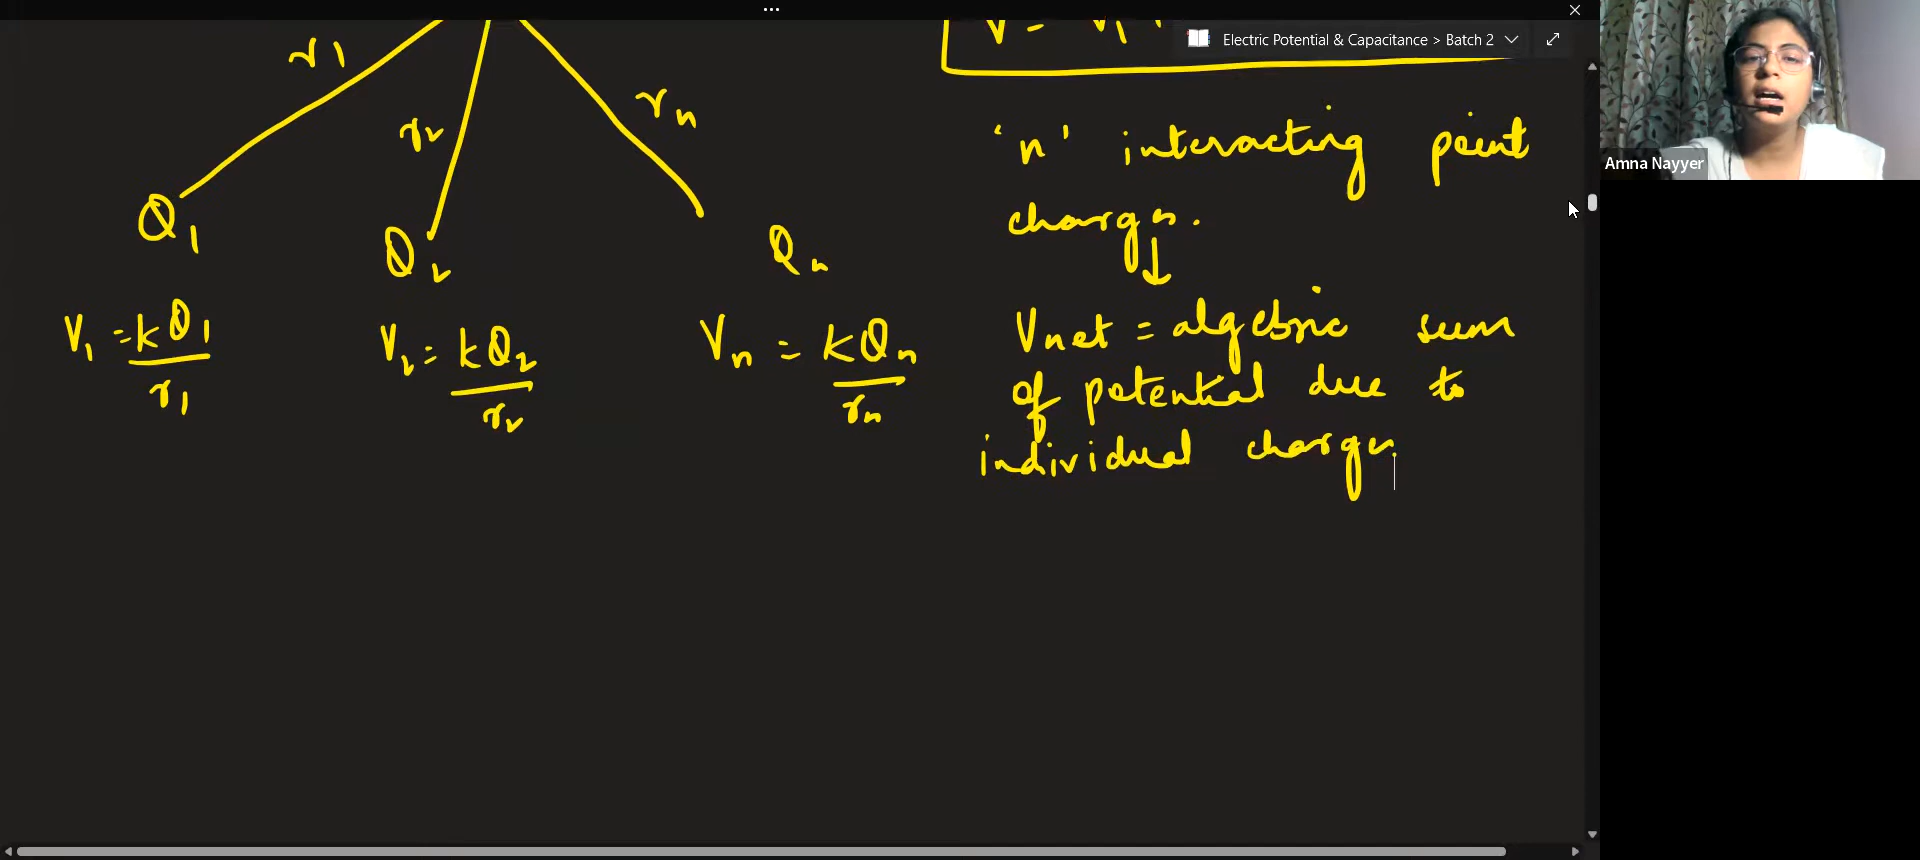 Electric Potential & Capacitance > Batch 2
Amna Nayyer
r1
r2
rn
V = V1
'n' interacting point
charges.
Q1
Q2
Qn
V1 = kQ1/r1
V2 = kQ2/r2
Vn = kQn/rn
Vnet = algebric sum
of potential due to
individual charges.